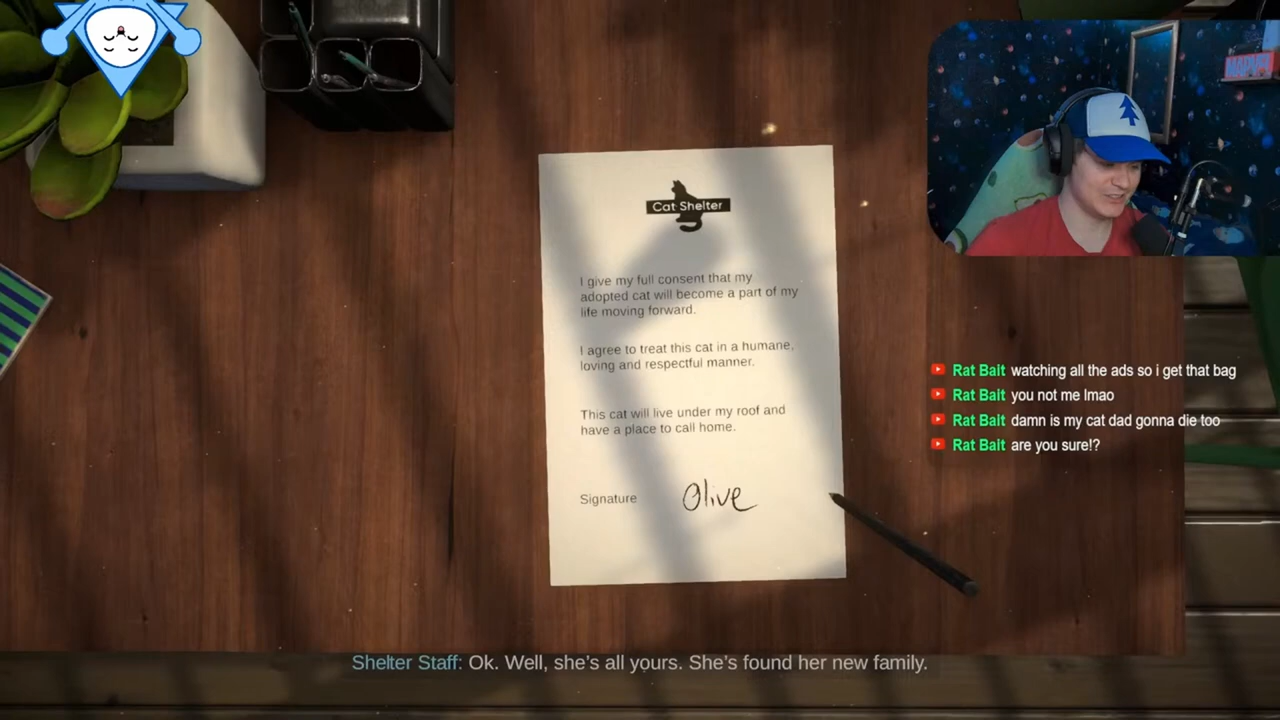 Cat Shelter
I give my full consent that my
adopted cat will become a part of my
life moving forward.
I agree to treat this cat in a humane,
loving and respectful manner.
This cat will live under my roof and
have a place to call home.
Signature Olive
Rat Bait watching all the ads so i get that bag
Rat Bait you not me lmao
Rat Bait damn is my cat dad gonna die too
Rat Bait are you sure!?
Shelter Staff: Ok. Well, she's all yours. She's found her new family.